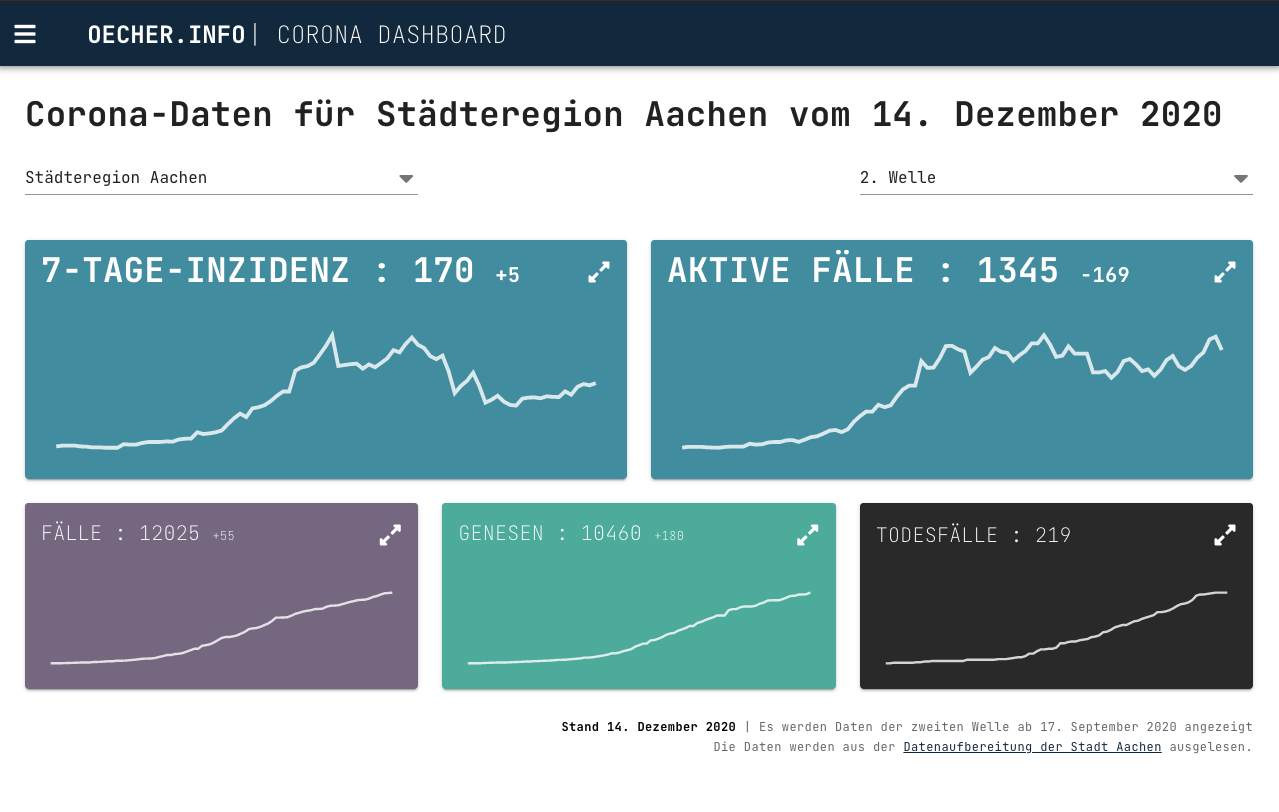 OECHER.INFO | CORONA DASHBOARD
Corona-Daten für Städteregion Aachen vom 14. Dezember 2020
Städteregion Aachen
2. Welle
7-TAGE-INZIDENZ : 170 +5
AKTIVE FÄLLE : 1345 -169
FÄLLE : 12025 +55
GENESEN : 10460 +180
TODESFÄLLE : 219
Stand 14. Dezember 2020 | Es werden Daten der zweiten Welle ab 17. September 2020 angezeigt
Die Daten werden aus der Datenaufbereitung der Stadt Aachen ausgelesen.